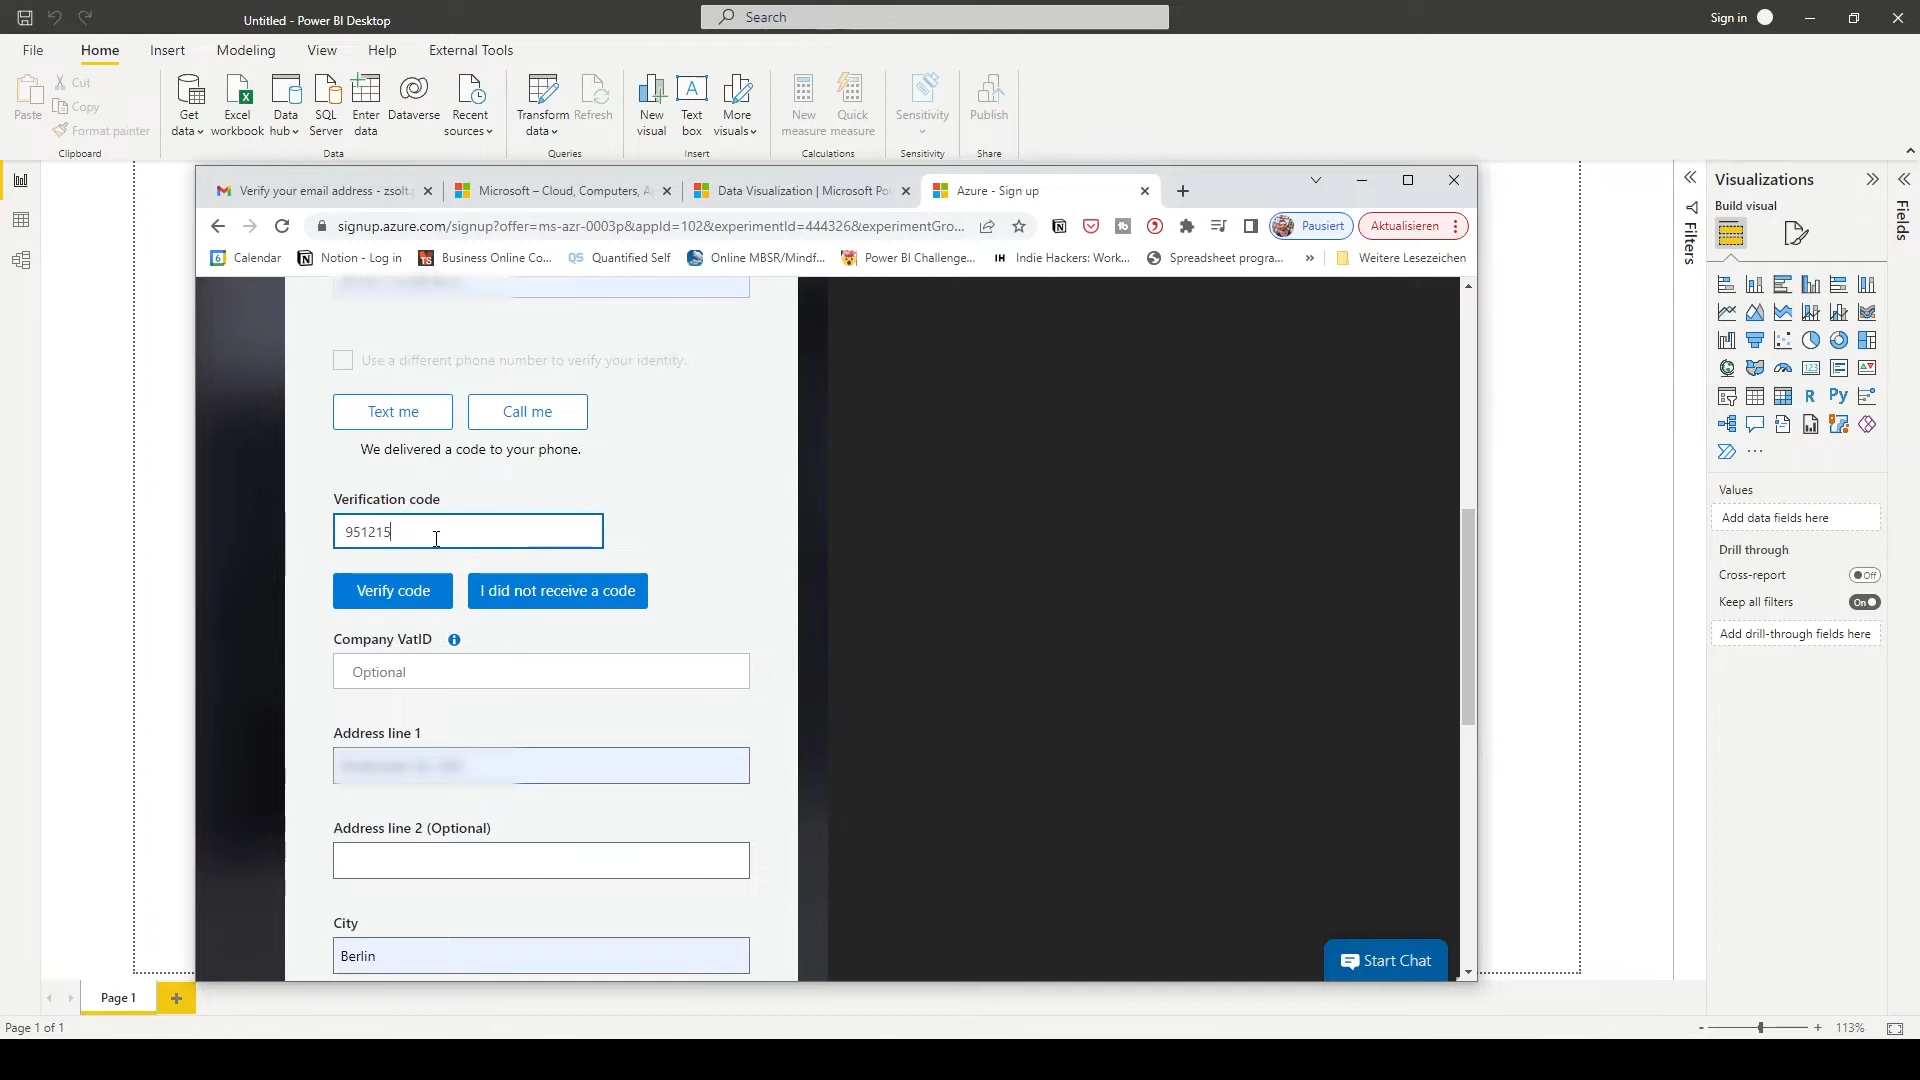 Untitled - Power BI Desktop
Search
Sign in
File
Home
Insert
Modeling
View
Help
External Tools
Paste
Cut
Copy
Format painter
Clipboard
Get data
Excel workbook
Data hub
SQL Server
Enter data
Dataverse
Recent sources
Data
Transform data
Refresh
Queries
New visual
Text box
More visuals
Insert
New measure
Quick measure
Calculations
Sensitivity
Sensitivity
Publish
Share
Verify your email address - zsolt.
Microsoft – Cloud, Computers, Ap
Data Visualization | Microsoft Po
Azure - Sign up
signup.azure.com/signup?offer=ms-azr-0003p&appId=102&experimentId=444326&experimentGro...
Pausiert
Aktualisieren
Calendar
Notion - Log in
Business Online Co...
QS Quantified Self
Online MBSR/Mindf...
Power BI Challenge...
IH Indie Hackers: Work...
Spreadsheet progra...
»
Weitere Lesezeichen
Use a different phone number to verify your identity.
Text me
Call me
We delivered a code to your phone.
Verification code
951215
Verify code
I did not receive a code
Company VatID
Optional
Address line 1
Address line 2 (Optional)
City
Berlin
Start Chat
Filters
Visualizations
Build visual
Fields
123
R
Py
...
Values
Add data fields here
Drill through
Cross-report
Off
Keep all filters
On
Add drill-through fields here
Page 1
+
Page 1 of 1
- + 113%